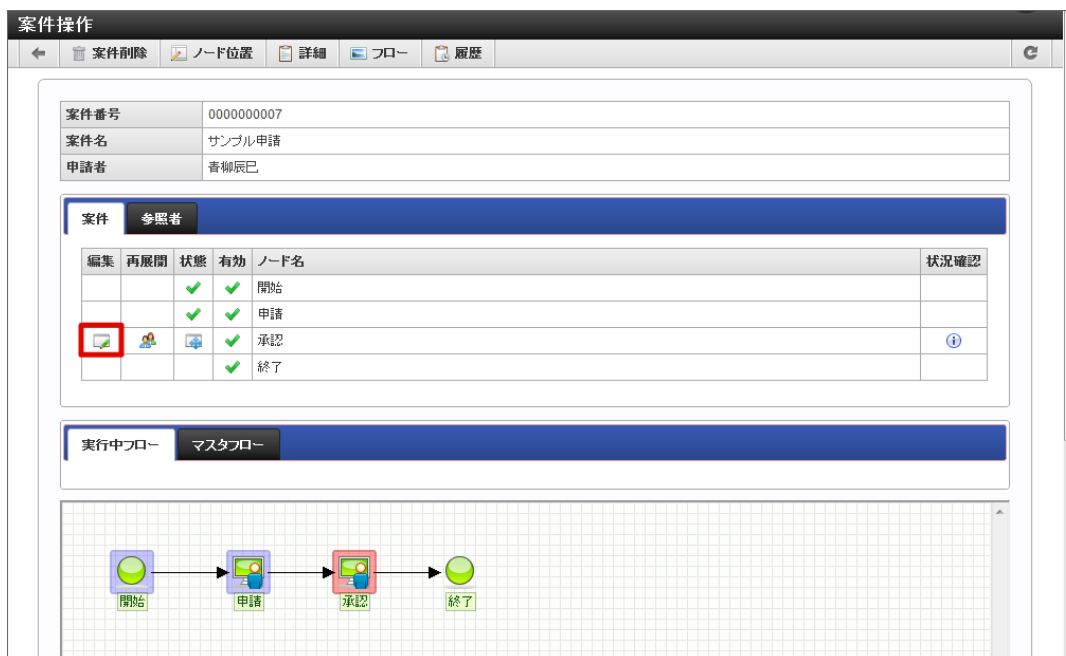 案件操作
案件削除 ノード位置 詳細 フロー 履歴
案件番号 0000000007
案件名 サンプル申請
申請者 青柳辰巳
案件 参照者
編集 再展開 状態 有効 ノード名 状況確認
開始
申請
承認
終了
実行中フロー マスタフロー
開始 申請 承認 終了